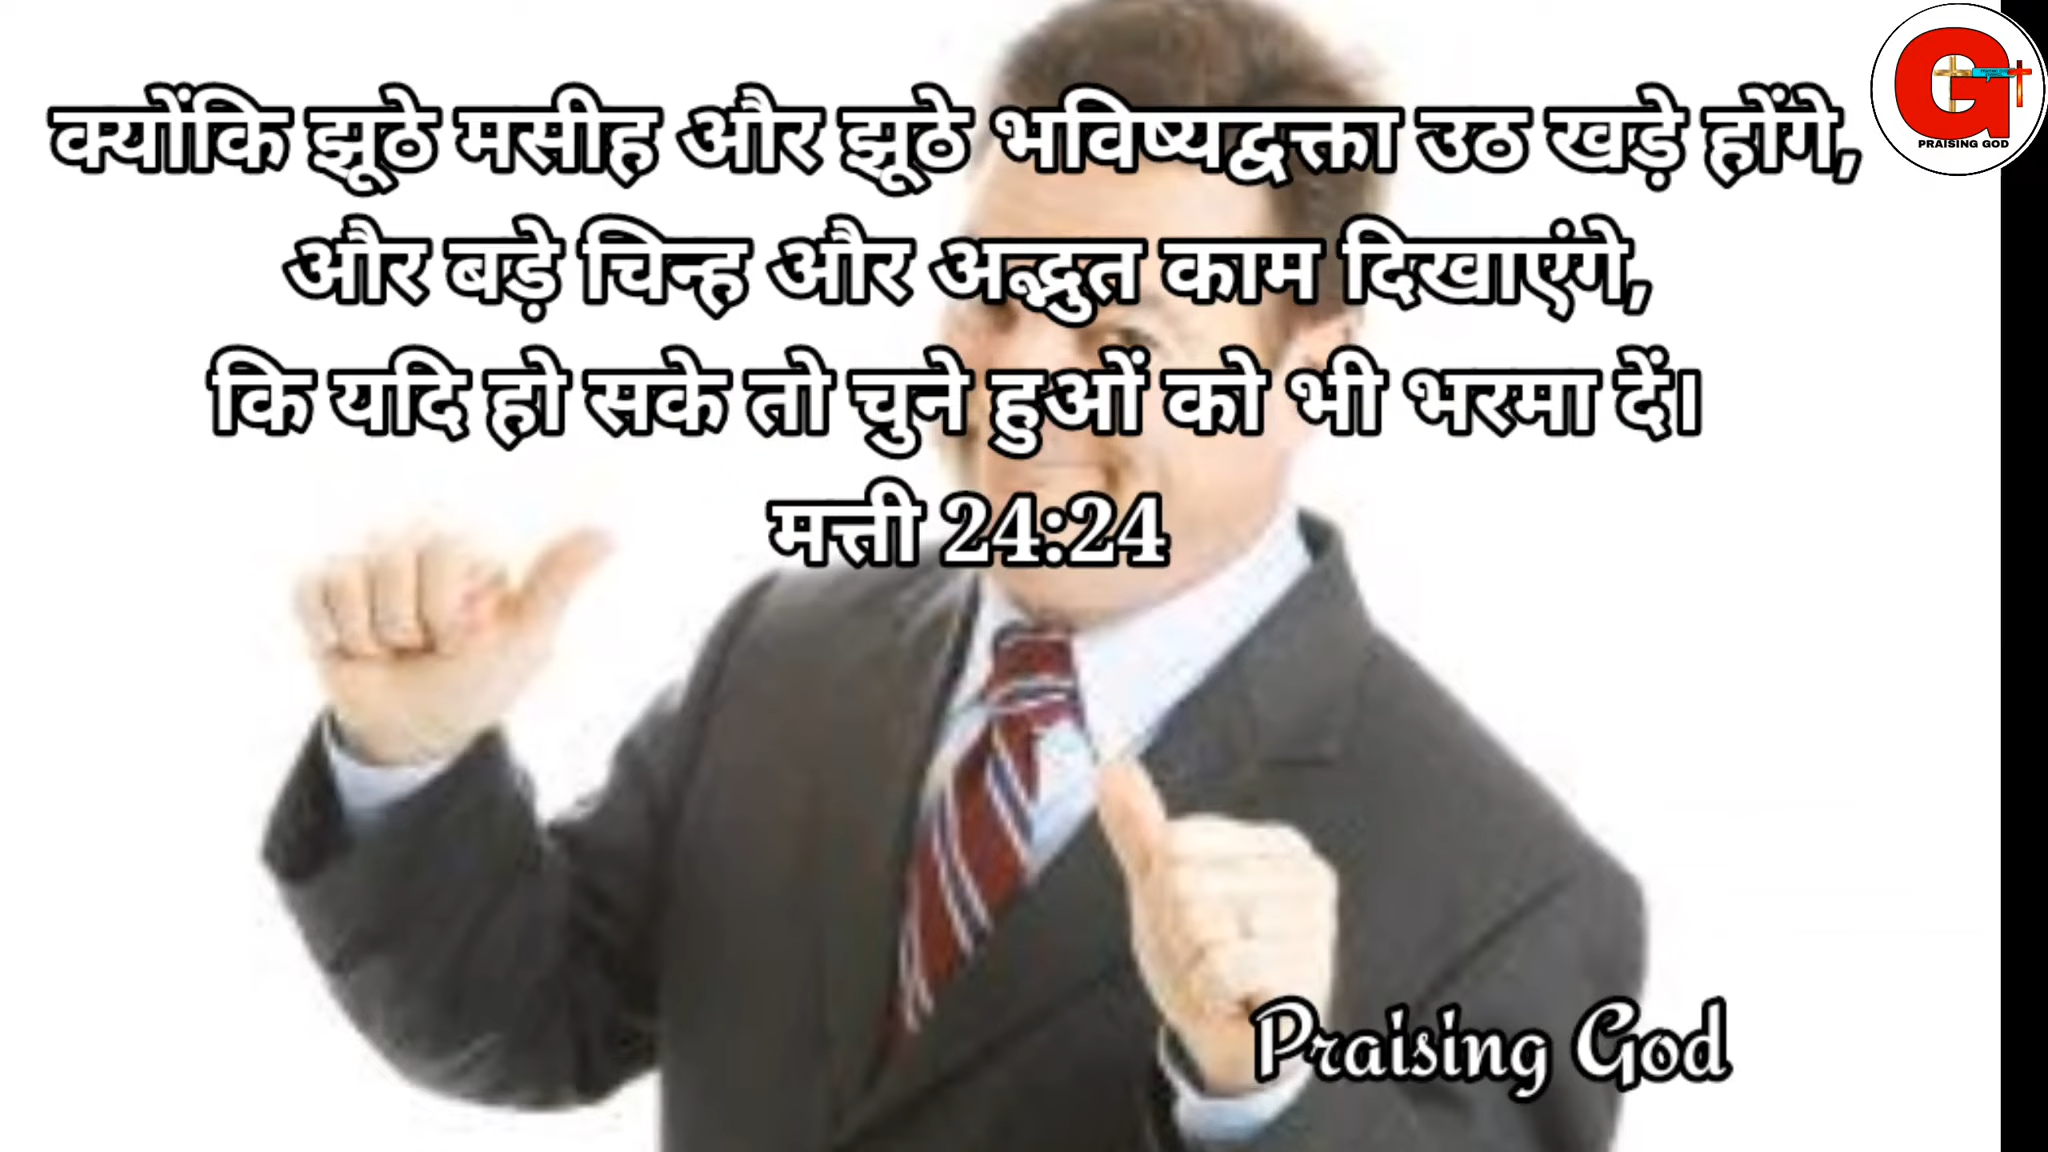 क्योंकि झूठे मसीह और झूठे भविष्यद्वक्ता उठ खड़े होंगे,
और बड़े चिन्ह और अद्भुत काम दिखाएंगे,
कि यदि हो सके तो चुने हुओं को भी भरमा दें।
मत्ती 24:24
Praising God
G
PRAISING GOD